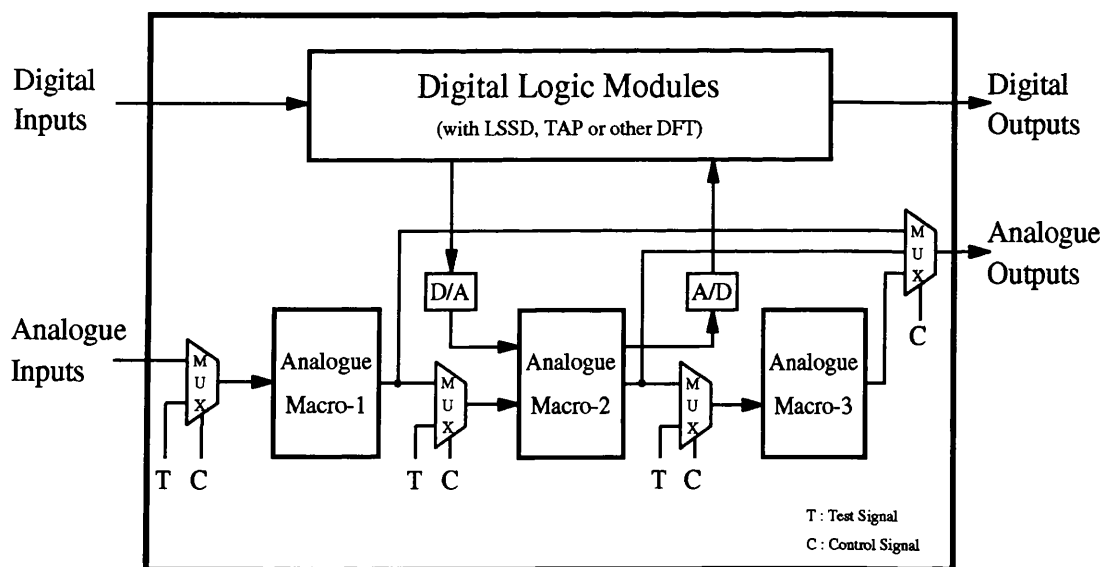 Digital
Inputs
Digital Logic Modules
(with LSSD, TAP or other DFT)
Digital
Outputs
Analogue
Outputs
MUX
C
D/A
A/D
Analogue
Inputs
MUX
T C
Analogue
Macro-1
MUX
T C
Analogue
Macro-2
MUX
T C
Analogue
Macro-3
T : Test Signal
C : Control Signal